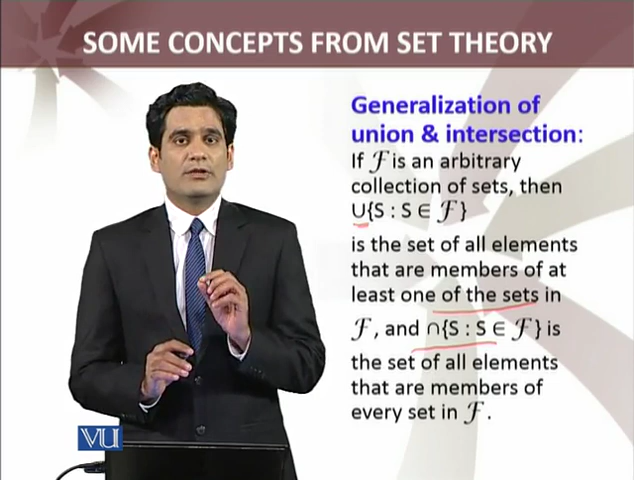 SOME CONCEPTS FROM SET THEORY
Generalization of
union & intersection:
If ℱ is an arbitrary
collection of sets, then
∪{S : S ∈ ℱ}
is the set of all elements
that are members of at
least one of the sets in
ℱ, and ∩{S : S ∈ ℱ} is
the set of all elements
that are members of
every set in ℱ.
VU